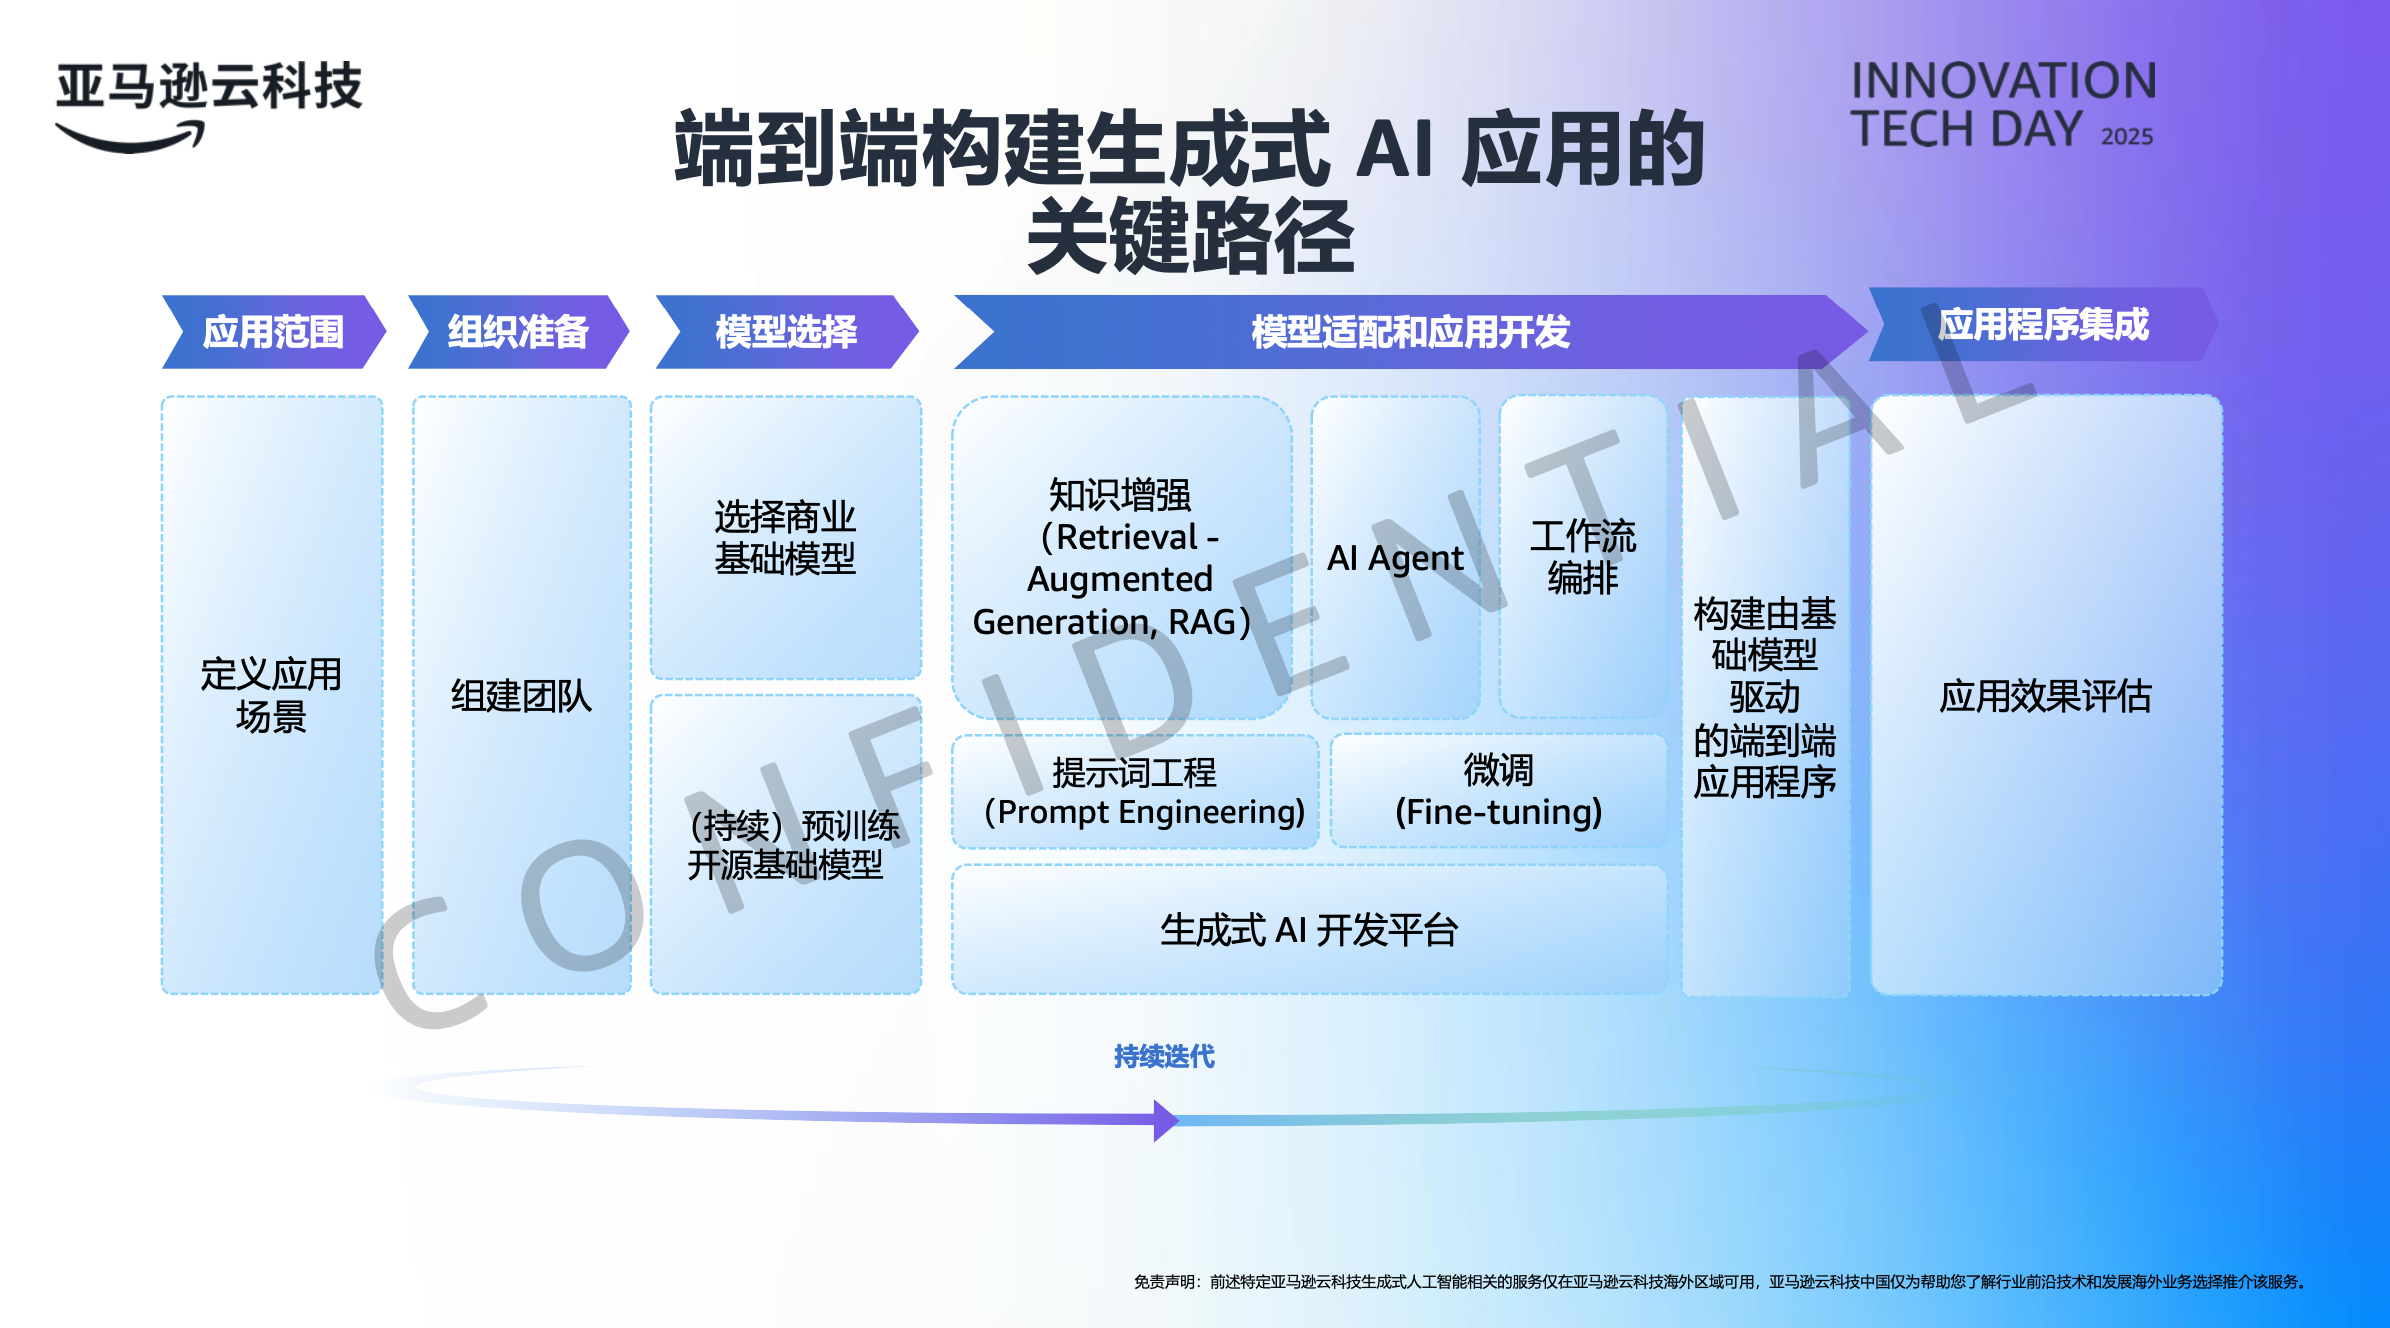 亚马逊云科技
INNOVATION
TECH DAY 2025
端到端构建生成式 AI 应用的
关键路径
应用范围
组织准备
模型选择
模型适配和应用开发
应用程序集成
定义应用
场景
组建团队
选择商业
基础模型
（持续）预训练
开源基础模型
知识增强
（Retrieval -
Augmented
Generation, RAG）
AI Agent
工作流
编排
提示词工程
（Prompt Engineering)
微调
(Fine-tuning)
生成式 AI 开发平台
构建由基
础模型
驱动
的端到端
应用程序
应用效果评估
CONFIDENTIAL
持续迭代
免责声明：前述特定亚马逊云科技生成式人工智能相关的服务仅在亚马逊云科技海外区域可用，亚马逊云科技中国仅为帮助您了解行业前沿技术和发展海外业务选择推介该服务。